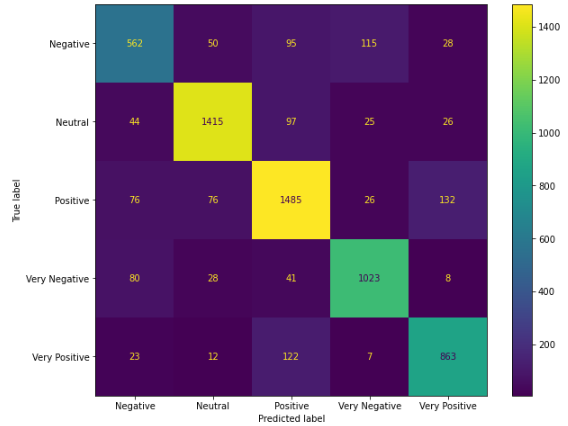 Negative 562 50 95 115 28
Neutral 44 1415 97 25 26
Positive 76 76 1485 26 132
Very Negative 80 28 41 1023 8
Very Positive 23 12 122 7 863
Negative Neutral Positive Very Negative Very Positive
Predicted label
True label
1400
1200
1000
800
600
400
200